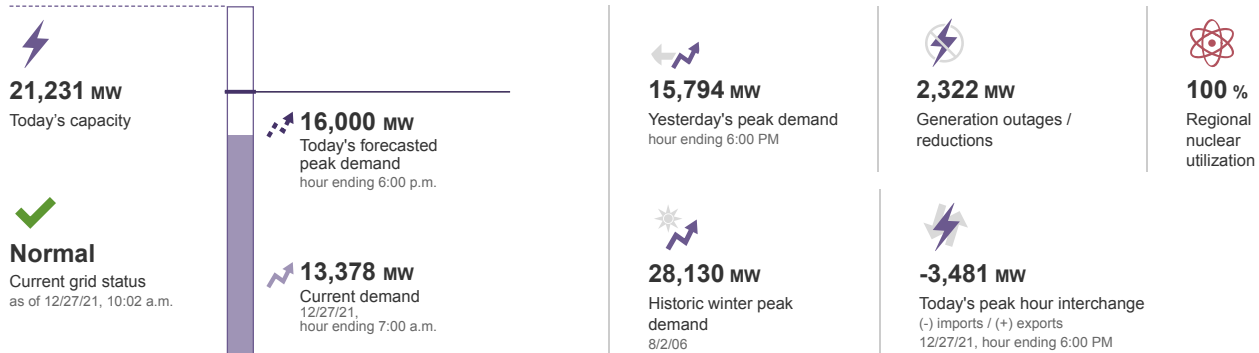 21,231 MW
Today's capacity
Normal
Current grid status
as of 12/27/21, 10:02 a.m.
16,000 MW
Today's forecasted
peak demand
hour ending 6:00 p.m.
13,378 MW
Current demand
12/27/21,
hour ending 7:00 a.m.
15,794 MW
Yesterday's peak demand
hour ending 6:00 PM
2,322 MW
Generation outages /
reductions
100 %
Regional
nuclear
utilization
28,130 MW
Historic winter peak
demand
8/2/06
-3,481 MW
Today's peak hour interchange
(-) imports / (+) exports
12/27/21, hour ending 6:00 PM